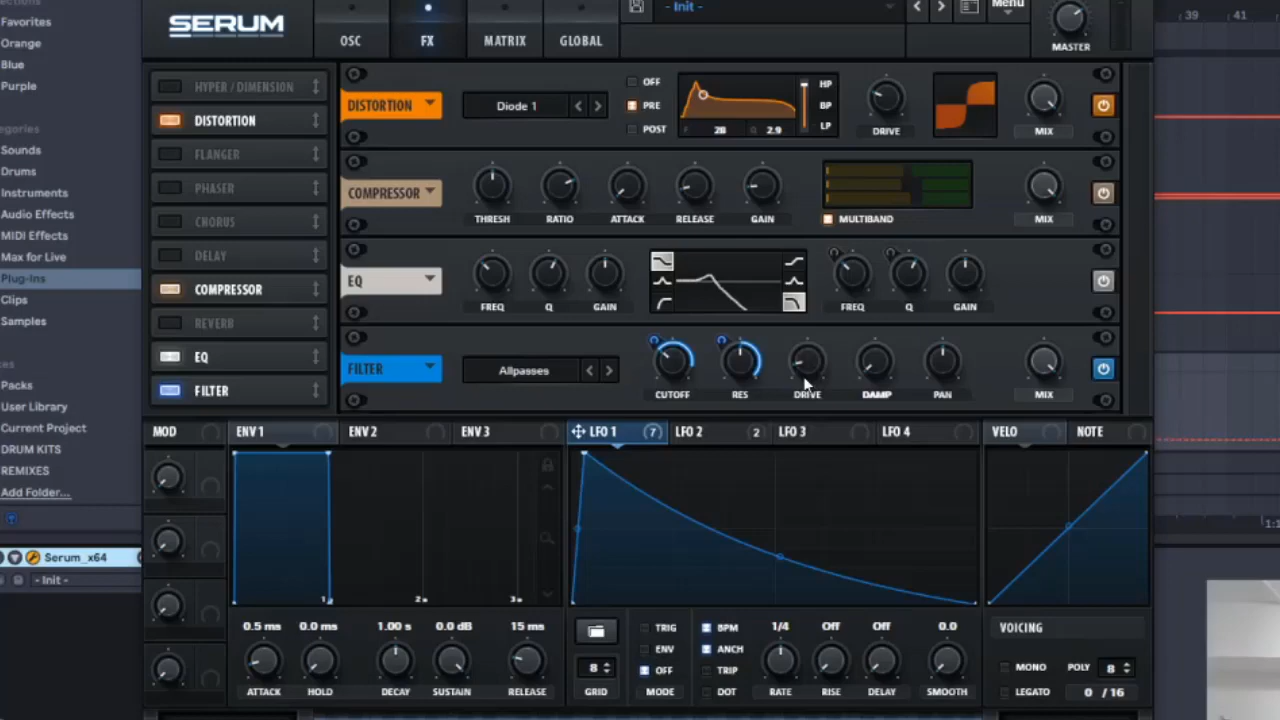 Favorites
Orange
Blue
Purple
Sounds
Drums
Instruments
Audio Effects
MIDI Effects
Max for Live
Plug-Ins
Clips
Samples
Packs
User Library
Current Project
DRUM KITS
REMIXES
Add Folder...
Serum_x64
- Init -
SERUM
OSC
FX
MATRIX
GLOBAL
- Init -
Menu
MASTER
39
41
HYPER / DIMENSION
DISTORTION
FLANGER
PHASER
CHORUS
DELAY
COMPRESSOR
REVERB
EQ
FILTER
DISTORTION
Diode 1
OFF
PRE
POST
F 28 Q 2.9
HP
BP
LP
DRIVE
MIX
COMPRESSOR
THRESH
RATIO
ATTACK
RELEASE
GAIN
MULTIBAND
MIX
EQ
FREQ
Q
GAIN
FREQ
Q
GAIN
FILTER
Allpasses
CUTOFF
RES
DRIVE
DAMP
PAN
MIX
MOD
ENV 1
ENV 2
ENV 3
LFO 1
7
LFO 2
2
LFO 3
LFO 4
VELO
NOTE
1
2s
3s
0.5 ms
0.0 ms
1.00 s
0.0 dB
15 ms
ATTACK
HOLD
DECAY
SUSTAIN
RELEASE
8
GRID
TRIG
ENV
OFF
MODE
BPM
ANCH
TRIP
DOT
1/4
Off
Off
0.0
RATE
RISE
DELAY
SMOOTH
VOICING
MONO
POLY
8
LEGATO
0 / 16